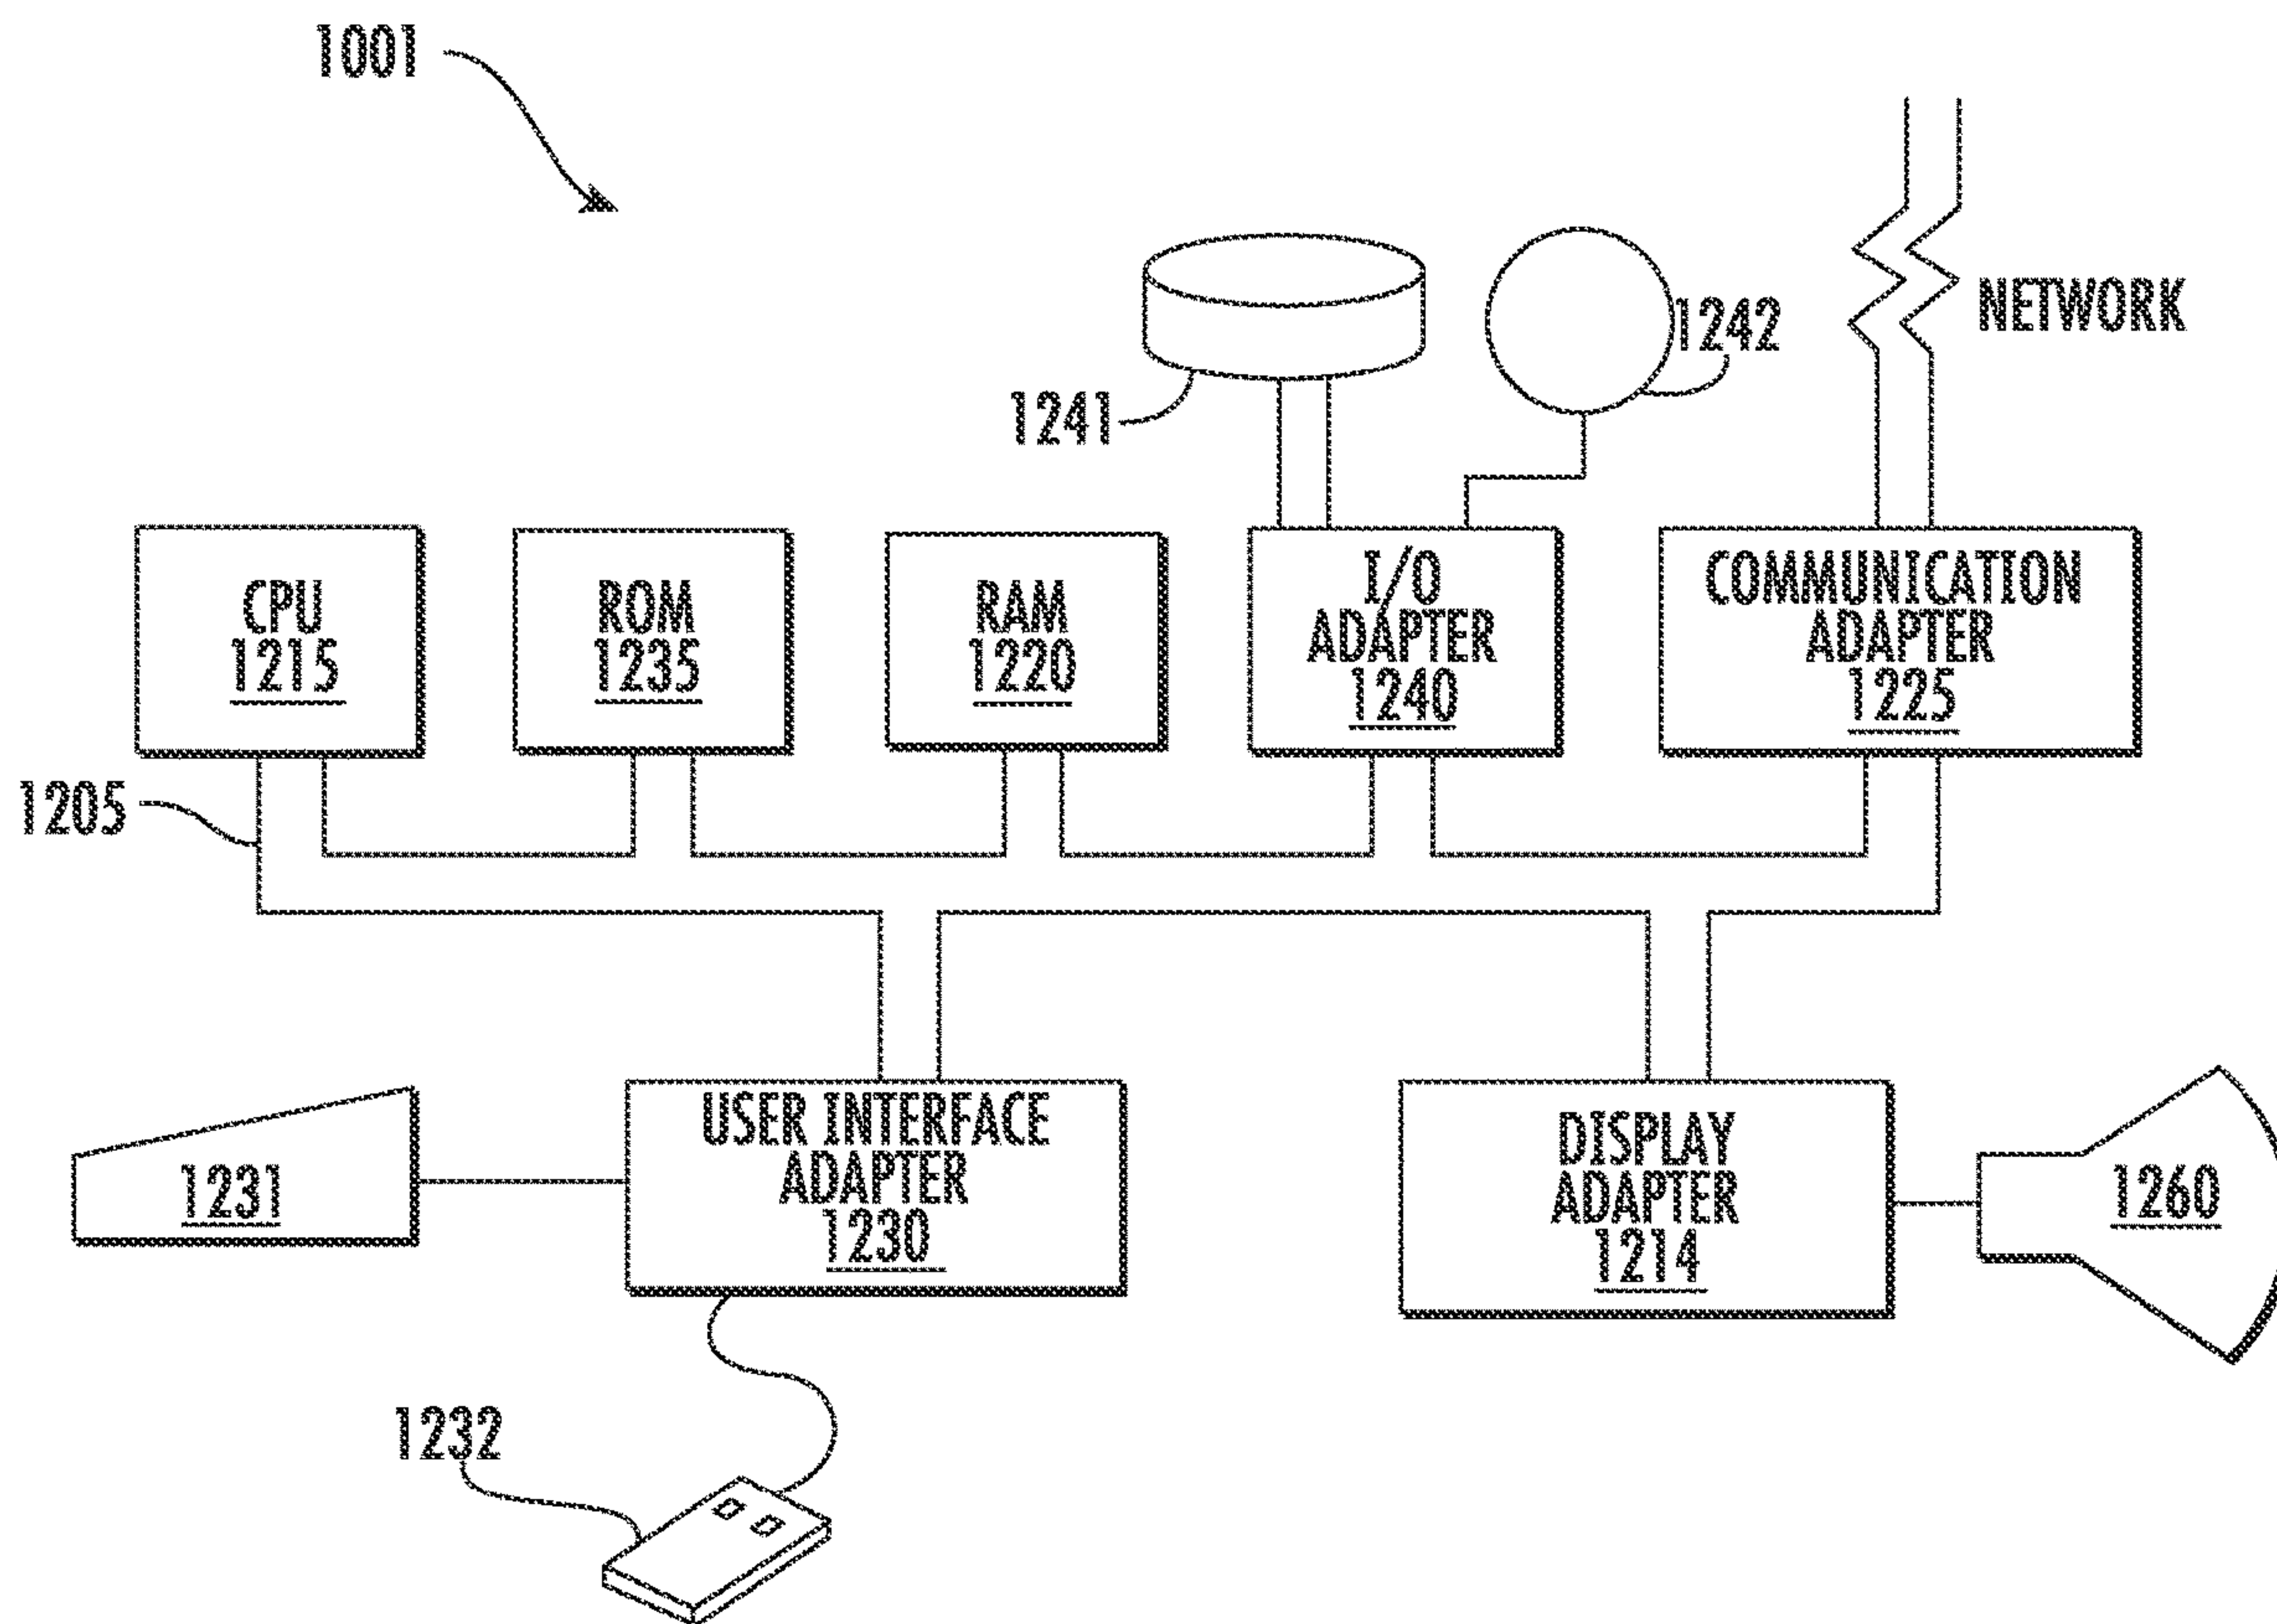 1001
NETWORK
1242
1241
CPU
1215
ROM
1235
RAM
1220
I/O
ADAPTER
1240
COMMUNICATION
ADAPTER
1225
1205
USER INTERFACE
ADAPTER
1230
1231
DISPLAY
ADAPTER
1214
1260
1232